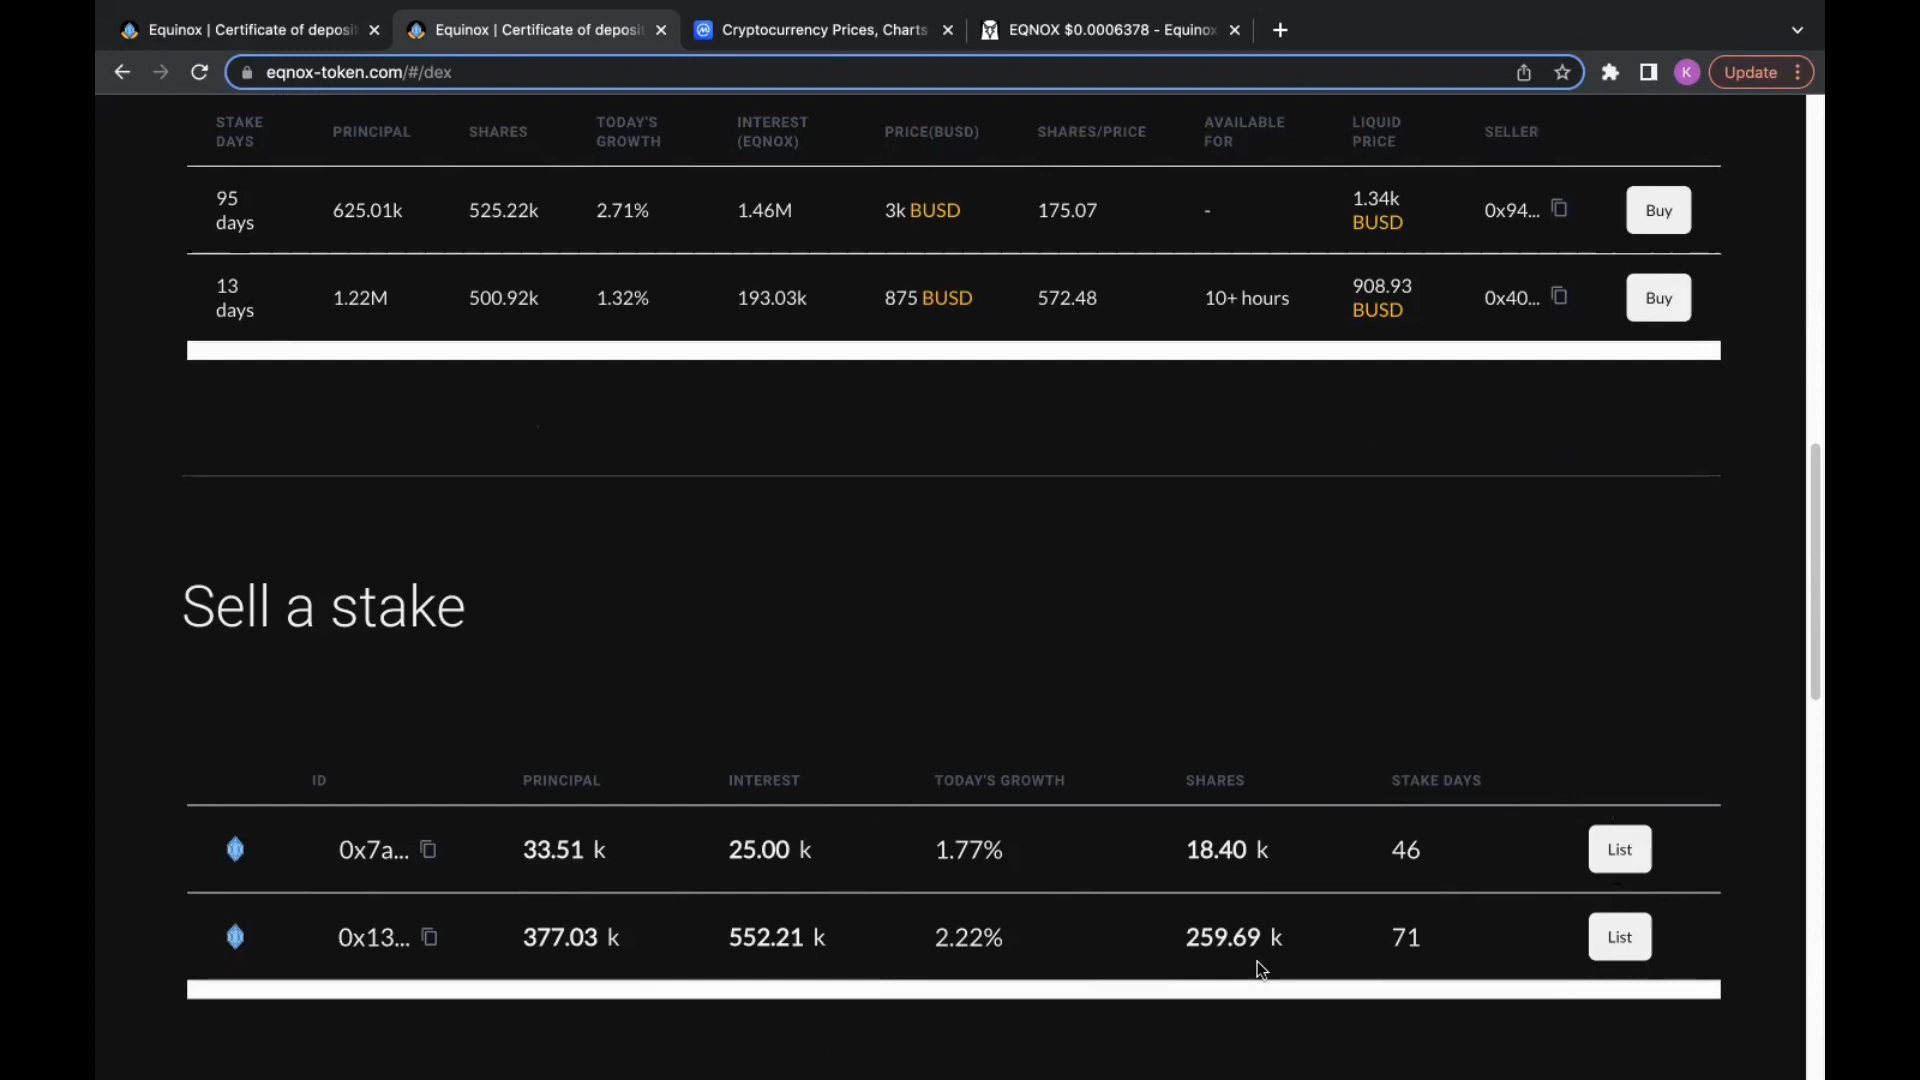 Equinox | Certificate of deposit
Equinox | Certificate of deposit
Cryptocurrency Prices, Charts
EQNOX $0.0006378 - Equinox
eqnox-token.com/#/dex
K
Update
STAKE DAYS PRINCIPAL SHARES TODAY'S GROWTH INTEREST (EQNOX) PRICE(BUSD) SHARES/PRICE AVAILABLE FOR LIQUID PRICE SELLER
95 days 625.01k 525.22k 2.71% 1.46M 3k BUSD 175.07 - 1.34k BUSD 0x94... Buy
13 days 1.22M 500.92k 1.32% 193.03k 875 BUSD 572.48 10+ hours 908.93 BUSD 0x40... Buy
Sell a stake
ID PRINCIPAL INTEREST TODAY'S GROWTH SHARES STAKE DAYS
0x7a... 33.51 k 25.00 k 1.77% 18.40 k 46 List
0x13... 377.03 k 552.21 k 2.22% 259.69 k 71 List